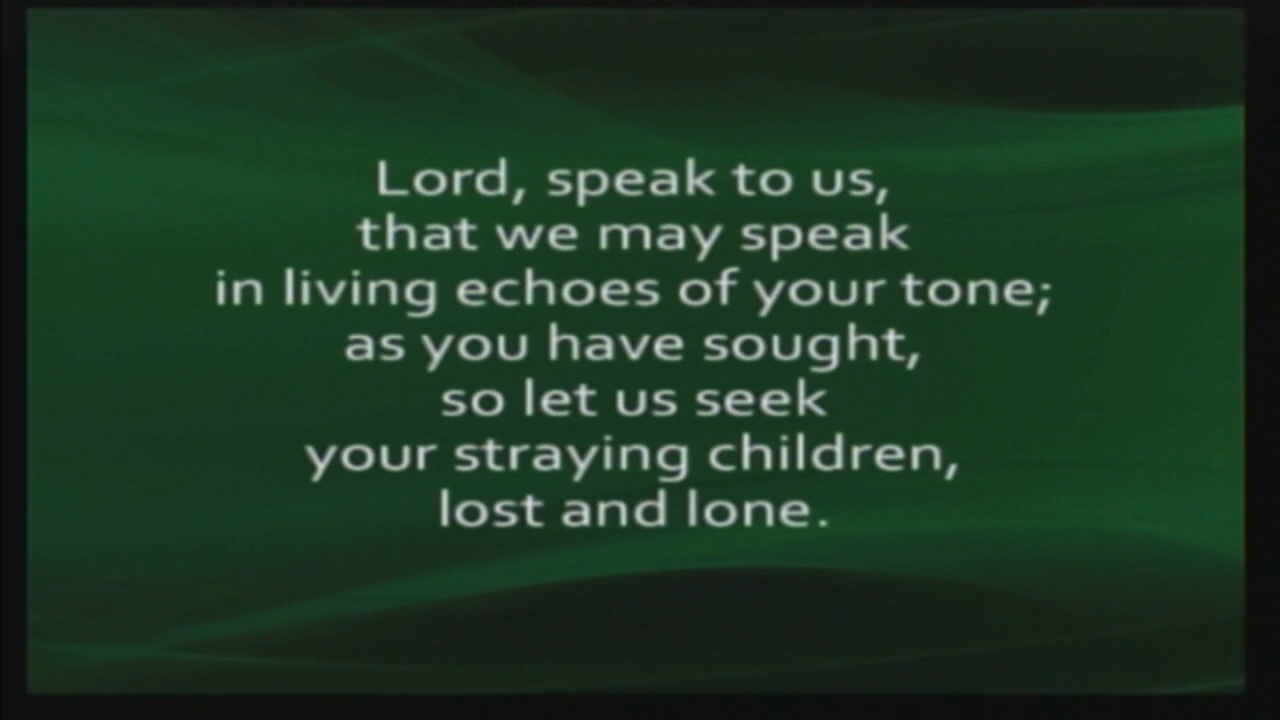 Lord, speak to us,
that we may speak
in living echoes of your tone;
as you have sought,
so let us seek
your straying children,
lost and lone.